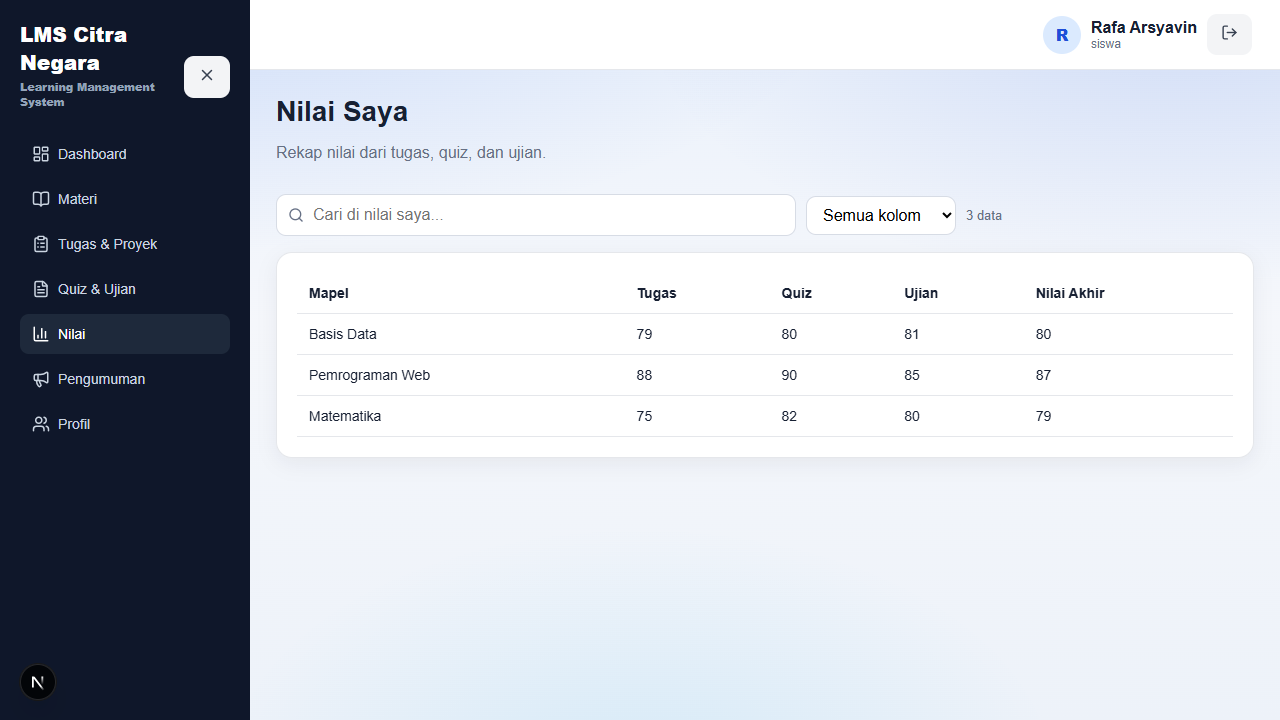 LMS Citra
Negara
Learning Management
System
Dashboard
Materi
Tugas & Proyek
Quiz & Ujian
Nilai
Pengumuman
Profil
N
R
Rafa Arsyavin
siswa
Nilai Saya
Rekap nilai dari tugas, quiz, dan ujian.
Cari di nilai saya...
Semua kolom
3 data
Mapel Tugas Quiz Ujian Nilai Akhir
Basis Data 79 80 81 80
Pemrograman Web 88 90 85 87
Matematika 75 82 80 79